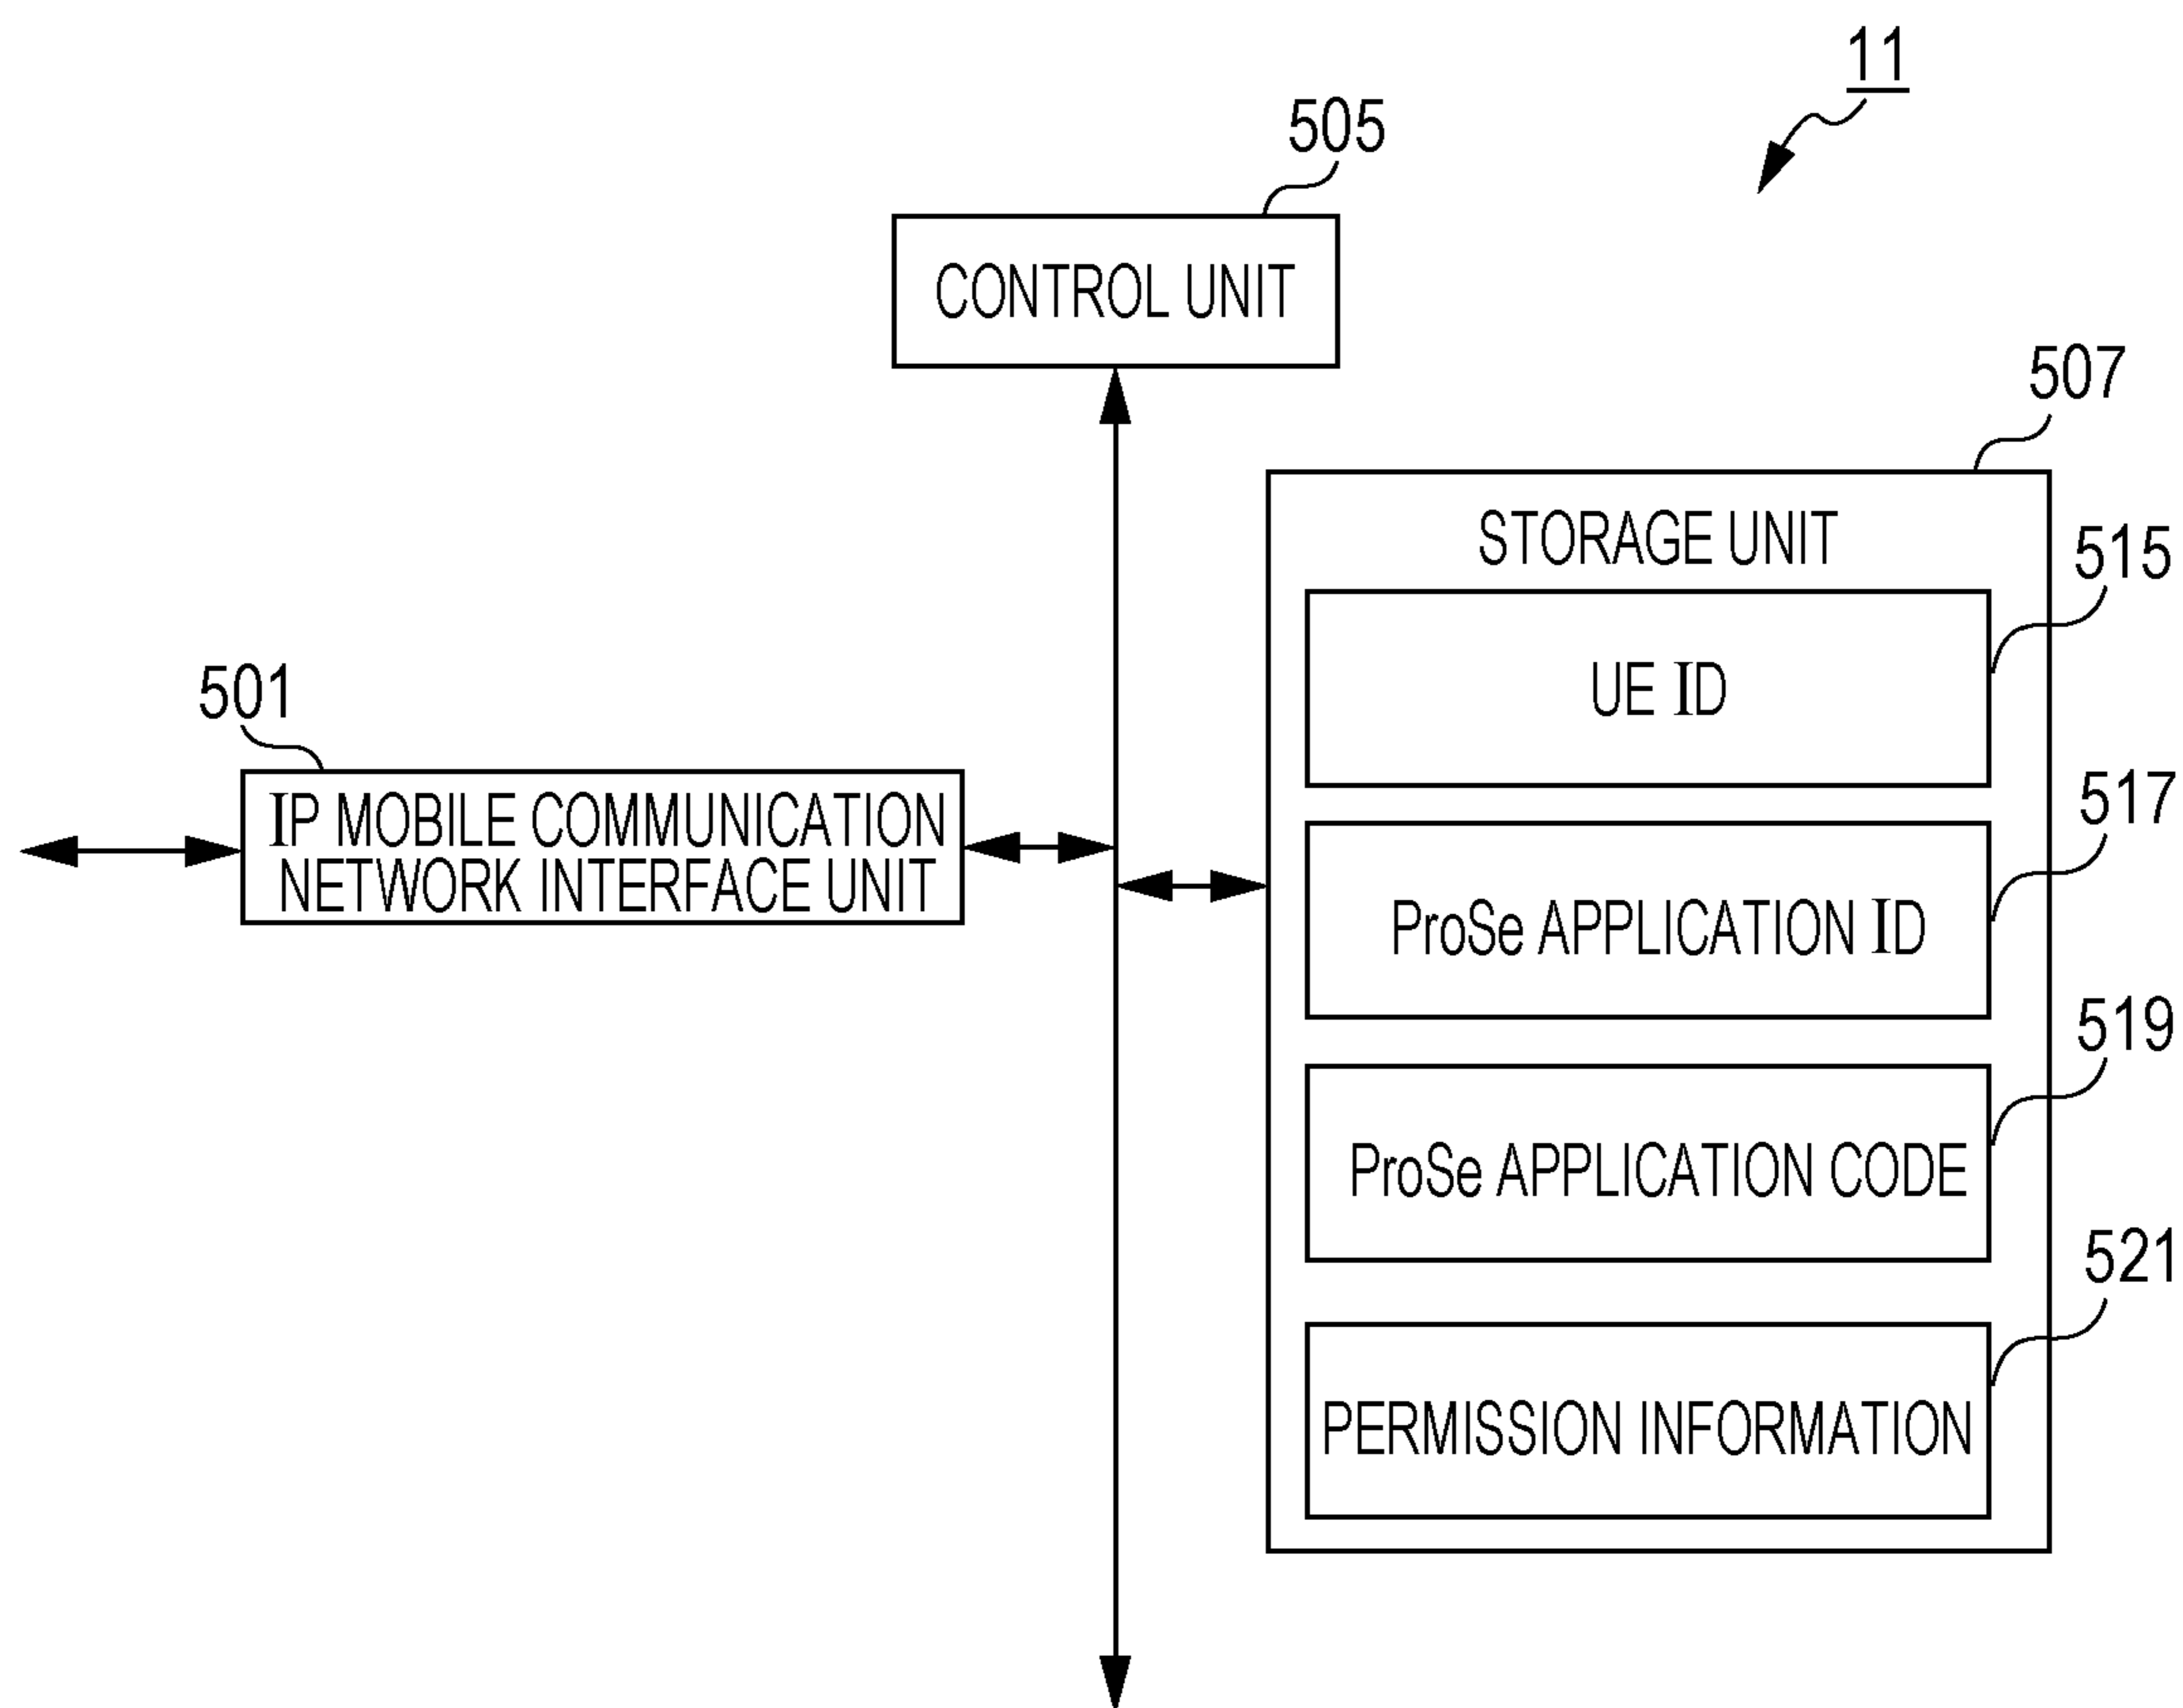 11
505
CONTROL UNIT
507
STORAGE UNIT
515
UE ID
501
IP MOBILE COMMUNICATION
NETWORK INTERFACE UNIT
517
ProSe APPLICATION ID
519
ProSe APPLICATION CODE
521
PERMISSION INFORMATION